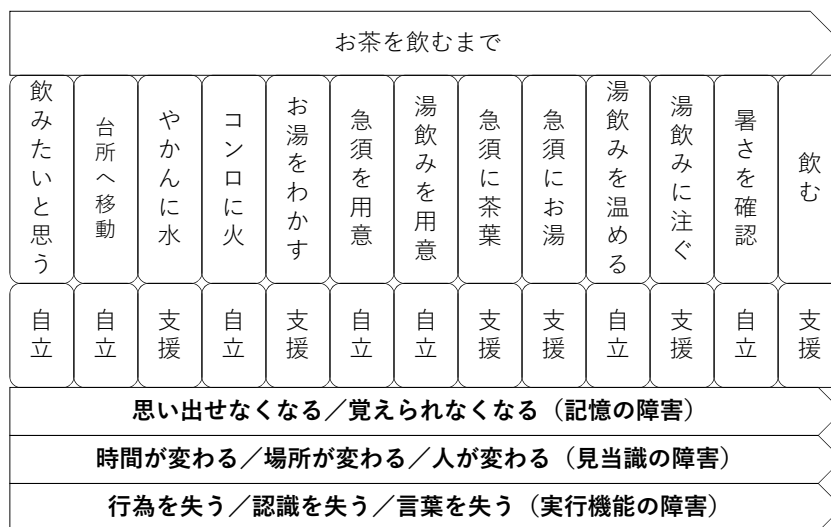 お茶を飲むまで
飲みたいと思う
台所へ移動
やかんに水
コンロに火
お湯をわかす
急須を用意
湯飲みを用意
急須に茶葉
急須にお湯
湯飲みを温める
湯飲みに注ぐ
暑さを確認
飲む
自立
自立
支援
自立
支援
自立
自立
支援
支援
自立
支援
自立
支援
思い出せなくなる／覚えられなくなる（記憶の障害）
時間が変わる／場所が変わる／人が変わる（見当識の障害）
行為を失う／認識を失う／言葉を失う（実行機能の障害）